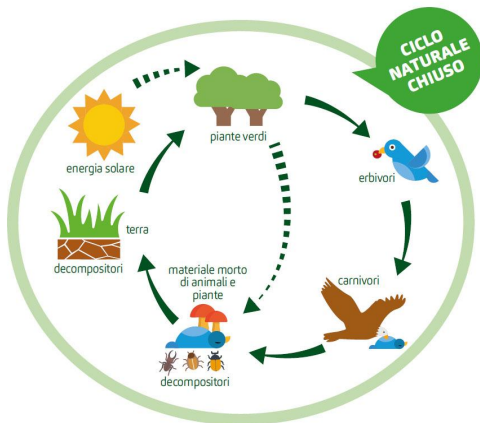 CICLO
NATURALE
CHIUSO
piante verdi
energia solare
erbivori
terra
decompositori
materiale morto
di animali e
piante
carnivori
decompositori